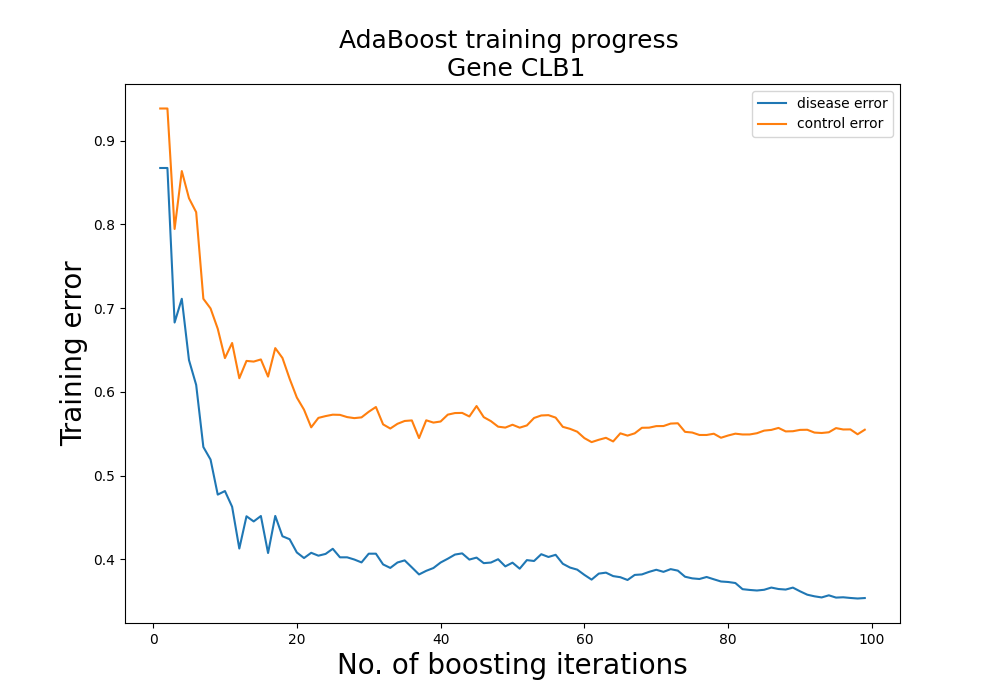 AdaBoost training progress
Gene CLB1
disease error
control error
Training error
0.9
0.8
0.7
0.6
0.5
0.4
0 20 40 60 80 100
No. of boosting iterations